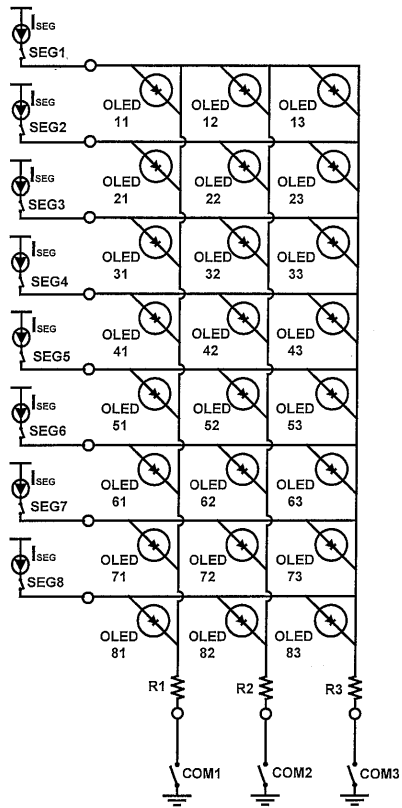 ISEG
SEG1
OLED OLED OLED
11 12 13
ISEG
SEG2
OLED OLED OLED
21 22 23
ISEG
SEG3
OLED OLED OLED
31 32 33
ISEG
SEG4
OLED OLED OLED
41 42 43
ISEG
SEG5
OLED OLED OLED
51 52 53
ISEG
SEG6
OLED OLED OLED
61 62 63
ISEG
SEG7
OLED OLED OLED
71 72 73
ISEG
SEG8
OLED OLED OLED
81 82 83
R1 R2 R3
COM1 COM2 COM3